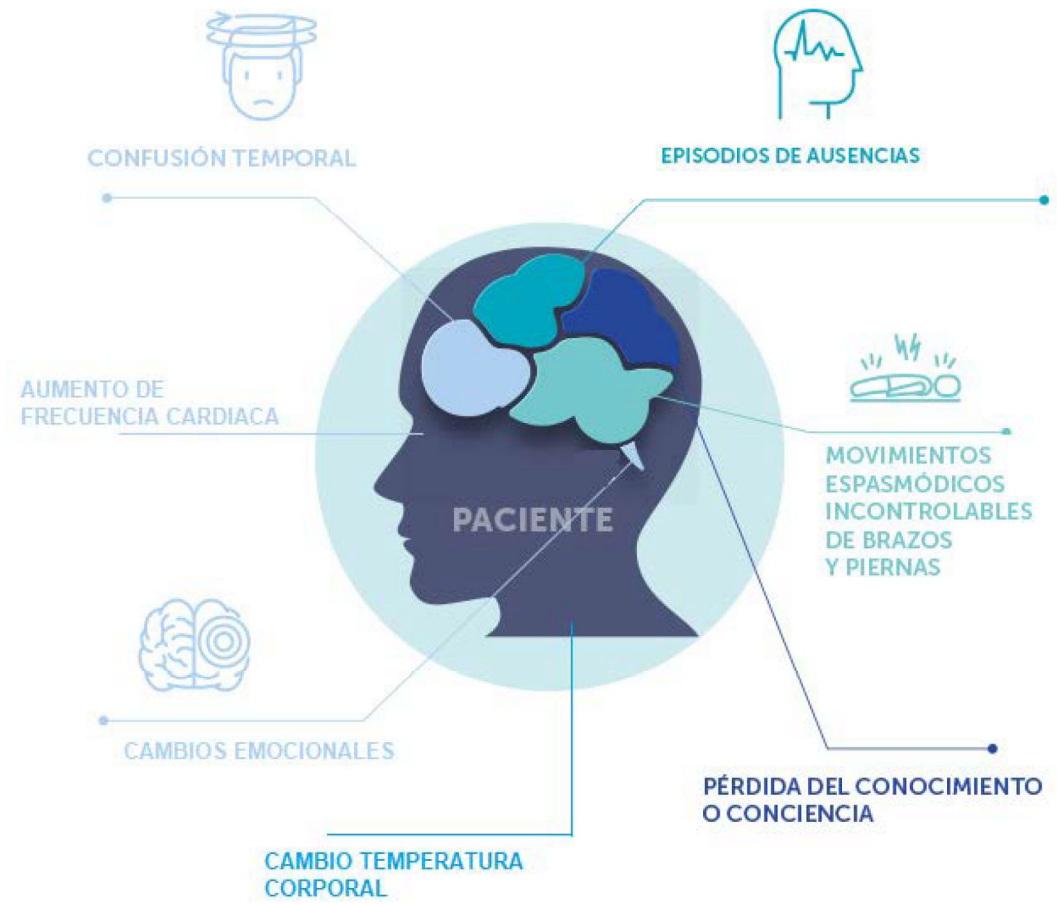 CONFUSIÓN TEMPORAL
EPISODIOS DE AUSENCIAS
AUMENTO DE
FRECUENCIA CARDIACA
MOVIMIENTOS
ESPASMÓDICOS
INCONTROLABLES
DE BRAZOS
Y PIERNAS
PACIENTE
CAMBIOS EMOCIONALES
PÉRDIDA DEL CONOCIMIENTO
O CONCIENCIA
CAMBIO TEMPERATURA
CORPORAL